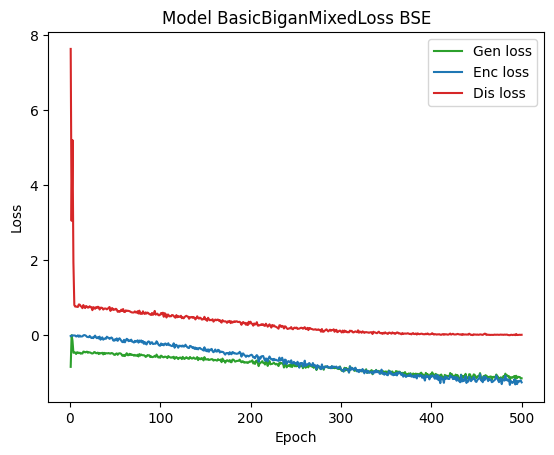 Model BasicBiganMixedLoss BSE
8
6
4
2
0
Loss
Gen loss
Enc loss
Dis loss
0 100 200 300 400 500
Epoch